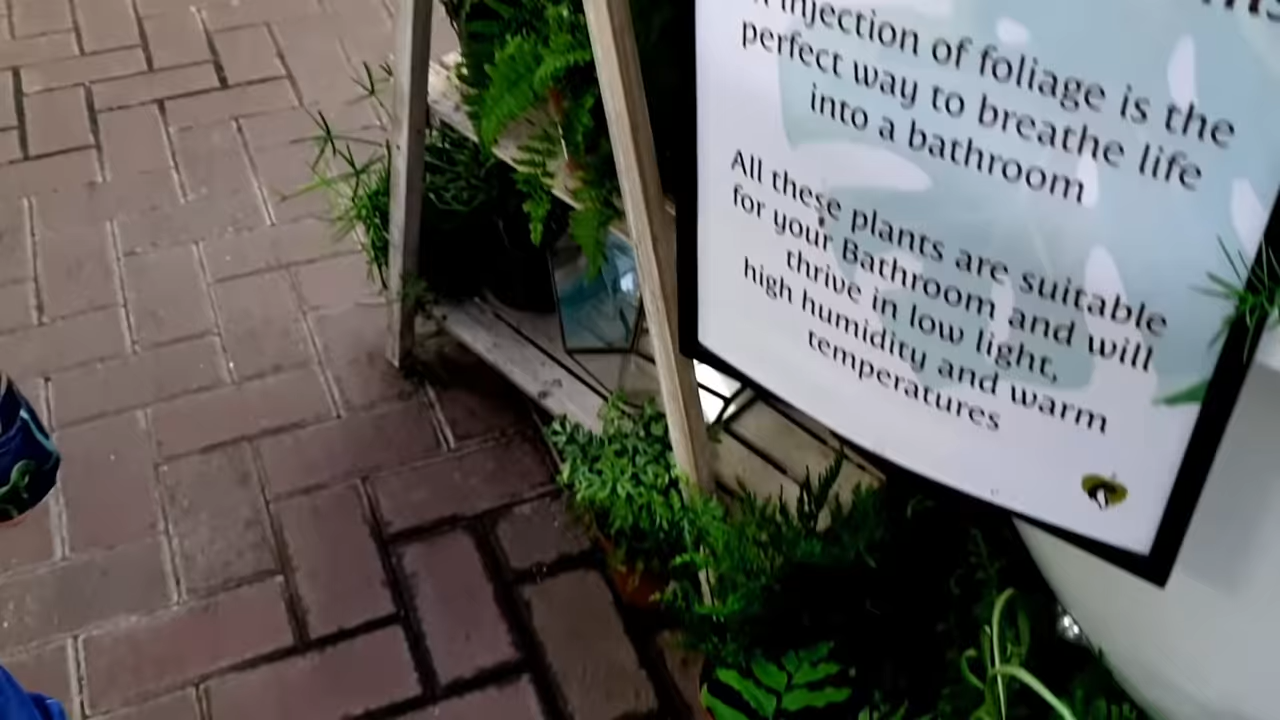 injection of foliage is the
perfect way to breathe life
into a bathroom
All these plants are suitable
for your Bathroom and will
thrive in low light,
high humidity and warm
temperatures